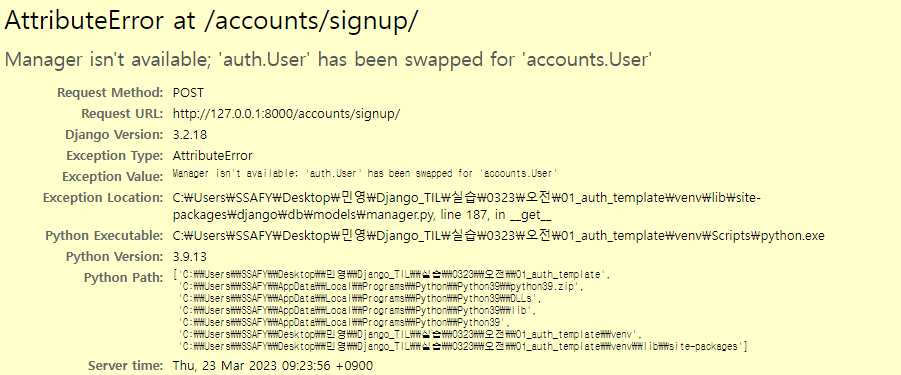 AttributeError at /accounts/signup/
Manager isn't available; 'auth.User' has been swapped for 'accounts.User'
Request Method: POST
Request URL: http://127.0.0.1:8000/accounts/signup/
Django Version: 3.2.18
Exception Type: AttributeError
Exception Value: Manager isn't available; 'auth.User' has been swapped for 'accounts.User'
Exception Location: C:₩Users₩SSAFY₩Desktop₩민영₩Django_TIL₩실습₩0323₩오전₩01_auth_template₩venv₩lib₩site-
packages₩django₩db₩models₩manager.py, line 187, in __get__
Python Executable: C:₩Users₩SSAFY₩Desktop₩민영₩Django_TIL₩실습₩0323₩오전₩01_auth_template₩venv₩Scripts₩python.exe
Python Version: 3.9.13
Python Path: ['C:₩₩Users₩₩SSAFY₩₩Desktop₩₩민영₩₩Django_TIL₩₩실습₩₩0323₩₩오전₩₩01_auth_template',
'C:₩₩Users₩₩SSAFY₩₩AppData₩₩Local₩₩Programs₩₩Python₩₩Python39₩₩python39.zip',
'C:₩₩Users₩₩SSAFY₩₩AppData₩₩Local₩₩Programs₩₩Python₩₩Python39₩₩DLLs',
'C:₩₩Users₩₩SSAFY₩₩AppData₩₩Local₩₩Programs₩₩Python₩₩Python39₩₩lib',
'C:₩₩Users₩₩SSAFY₩₩AppData₩₩Local₩₩Programs₩₩Python₩₩Python39',
'C:₩₩Users₩₩SSAFY₩₩Desktop₩₩민영₩₩Django_TIL₩₩실습₩₩0323₩₩오전₩₩01_auth_template₩₩venv',
'C:₩₩Users₩₩SSAFY₩₩Desktop₩₩민영₩₩Django_TIL₩₩실습₩₩0323₩₩오전₩₩01_auth_template₩₩venv₩₩lib₩₩site-packages']
Server time: Thu, 23 Mar 2023 09:23:56 +0900